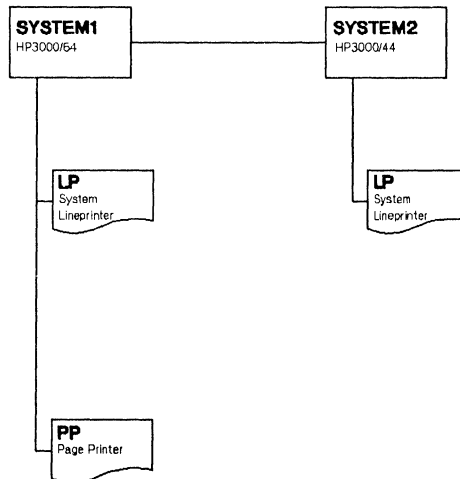 SYSTEM1
HP3000/64
SYSTEM2
HP3000/44
LP
System
Lineprinter
LP
System
Lineprinter
PP
Page Printer